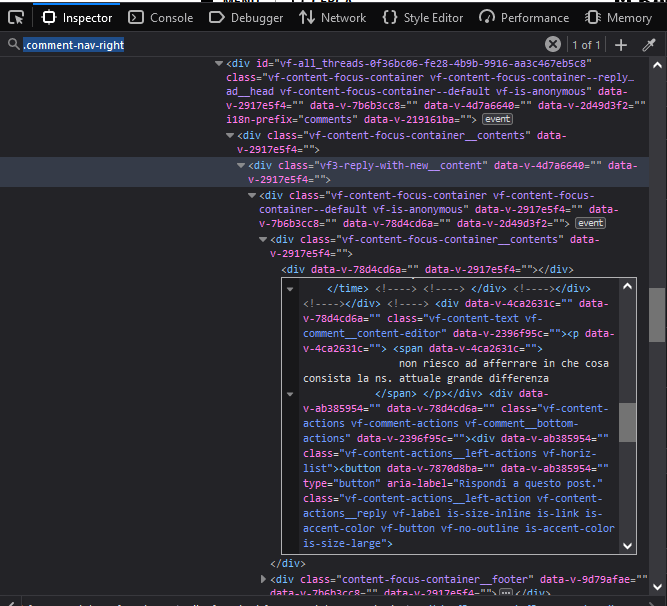 Inspector Console Debugger Network Style Editor Performance Memory
.comment-nav-right 1 of 1
<div id="vf-all_threads-0f36bc06-fe28-4b9b-9916-aa3c467eb5c8"
class="vf-content-focus-container vf-content-focus-container--reply_
ad__head vf-content-focus-container--default vf-is-anonymous" data-
v-2917e5f4="" data-v-7b6b3cc8="" data-v-4d7a6640="" data-v-2d49d3f2=""
i18n-prefix="comments" data-v-219161ba=""> event
<div class="vf-content-focus-container__contents" data-
v-2917e5f4="">
<div class="vf3-reply-with-new__content" data-v-4d7a6640="" data-
v-2917e5f4="">
<div class="vf-content-focus-container vf-content-focus-
container--default vf-is-anonymous" data-v-2917e5f4="" data-
v-7b6b3cc8="" data-v-78d4cd6a="" data-v-2d49d3f2=""> event
<div class="vf-content-focus-container__contents" data-
v-2917e5f4="">
<div data-v-78d4cd6a="" data-v-2917e5f4=""></div>
</time> <!----> <!----> </div> <!----></div>
<!----></div> <!----> <div data-v-4ca2631c="" data-
v-78d4cd6a="" class="vf-content-text vf-
comment__content-editor" data-v-2396f95c=""><p data-
v-4ca2631c=""> <span data-v-4ca2631c="">
non riesco ad afferrare in che cosa
consista la ns. attuale grande differenza
</span> </p></div> <div data-
v-ab385954="" data-v-78d4cd6a="" class="vf-content-
actions vf-comment-actions vf-comment__bottom-
actions" data-v-2396f95c=""><div data-v-ab385954=""
class="vf-content-actions__left-actions vf-horiz-
list"><button data-v-7870d8ba="" data-v-ab385954=""
type="button" aria-label="Rispondi a questo post."
class="vf-content-actions__left-action vf-content-
actions__reply vf-label is-size-inline is-link is-
accent-color vf-button vf-no-outline is-accent-color
is-size-large">
</div>
<div class="content-focus-container__footer" data-v-9d79afae=""
data-v-7b6b3cc8="" data-v-2917e5f4=""> </div>